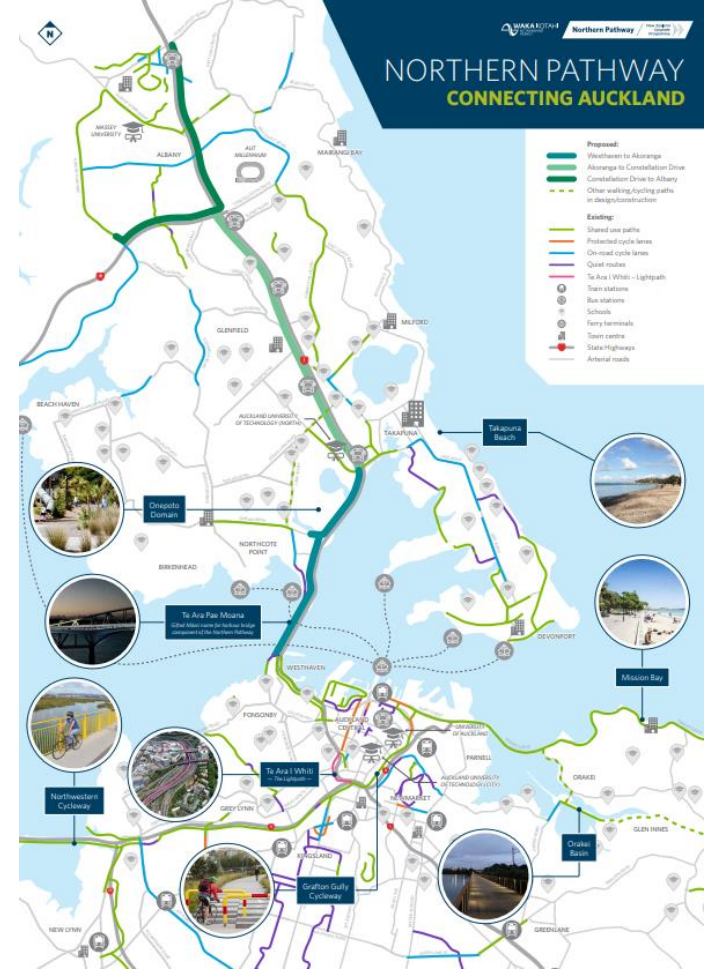 N
WAKA KOTAHI
Northern Pathway
NORTHERN PATHWAY
CONNECTING AUCKLAND
Proposed:
Westhaven to Akoranga
Akoranga to Constellation Drive
Constellation Drive to Albany
Other walking/cycling paths
in design/construction
Existing:
Shared use paths
Protected cycle lanes
On-road cycle lanes
Quiet routes
Te Ara I Whiti – Lightpath
Train stations
Bus stations
Schools
Ferry terminals
Town centre
State Highways
Arterial roads
MASSEY
UNIVERSITY
ALBANY
AUT
MILLENNIUM
MAIRANGI BAY
GLENFIELD
MILFORD
BEACH HAVEN
AUCKLAND UNIVERSITY
OF TECHNOLOGY (NORTH)
TAKAPUNA
Takapuna
Beach
Onepoto
Domain
NORTHCOTE
POINT
BIRKENHEAD
Te Ara Pae Moana
Gifted Māori name for harbour bridge
component of the Northern Pathway
DEVONPORT
WESTHAVEN
Mission Bay
PONSONBY
AUCKLAND
CENTRAL
UNIVERSITY
OF AUCKLAND
PARNELL
Te Ara I Whiti
— The Lightpath —
AUCKLAND UNIVERSITY
OF TECHNOLOGY (CITY)
ORAKEI
Northwestern
Cycleway
GREY LYNN
NEWMARKET
GLEN INNES
Orakei
Basin
KINGSLAND
Grafton Gully
Cycleway
NEW LYNN
GREENLANE